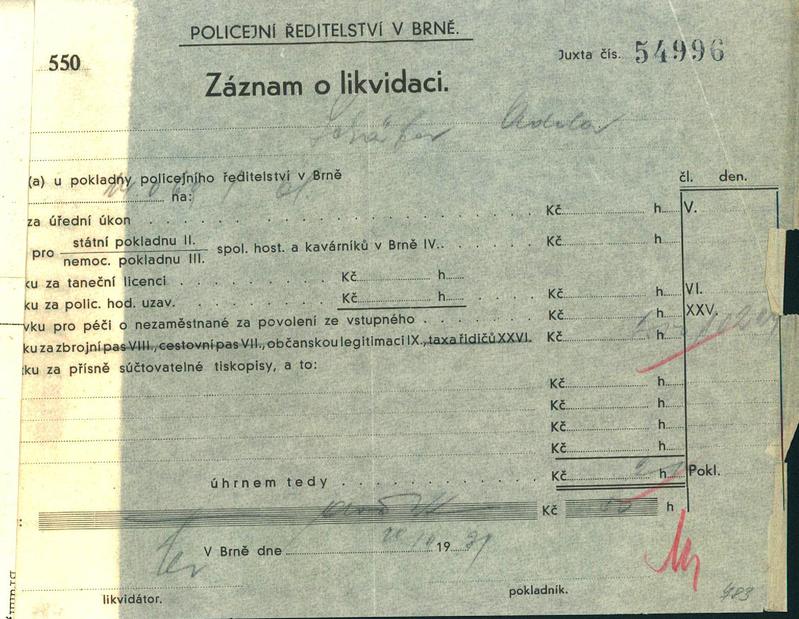 POLICEJNÍ ŘEDITELSTVÍ V BRNĚ.
550
Juxta čís. 54996
Záznam o likvidaci.
(a) u pokladny policejního ředitelství v Brně
na:
čl. den.
za úřední úkon Kč h V.
pro státní pokladnu II.
nemoc. pokladnu III. spol. host. a kavárníků v Brně IV. Kč h
ku za taneční licenci Kč h
ku za polic. hod. uzav. Kč h Kč h VI.
vku pro péči o nezaměstnané za povolení ze vstupného Kč h XXV.
ku za zbrojní pas VIII., cestovní pas VII., občanskou legitimaci IX., taxa řidičů XXVI. Kč h
ku za přísně súčtovatelné tiskopisy, a to:
Kč h
Kč h
Kč h
úhrnem tedy Kč h Pokl.
Kč h
V Brně dne 19 39
likvidátor.
pokladník.
983